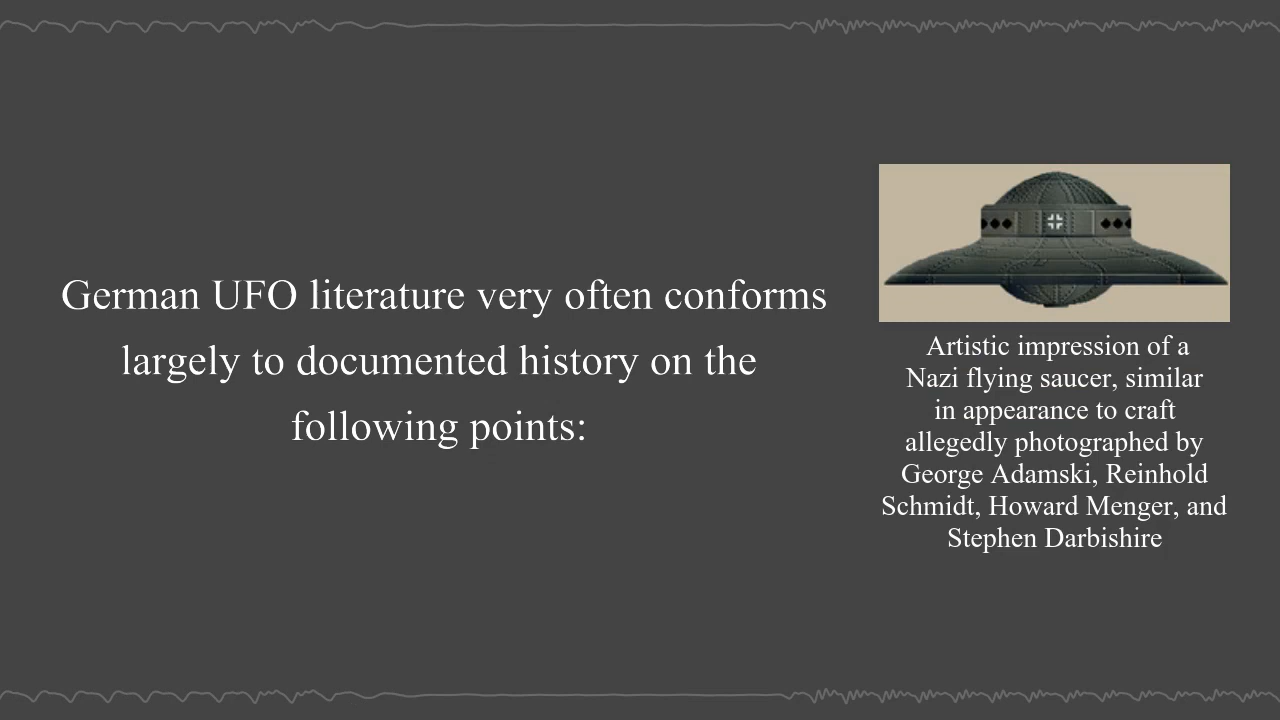 German UFO literature very often conforms
largely to documented history on the
following points:
Artistic impression of a
Nazi flying saucer, similar
in appearance to craft
allegedly photographed by
George Adamski, Reinhold
Schmidt, Howard Menger, and
Stephen Darbishire